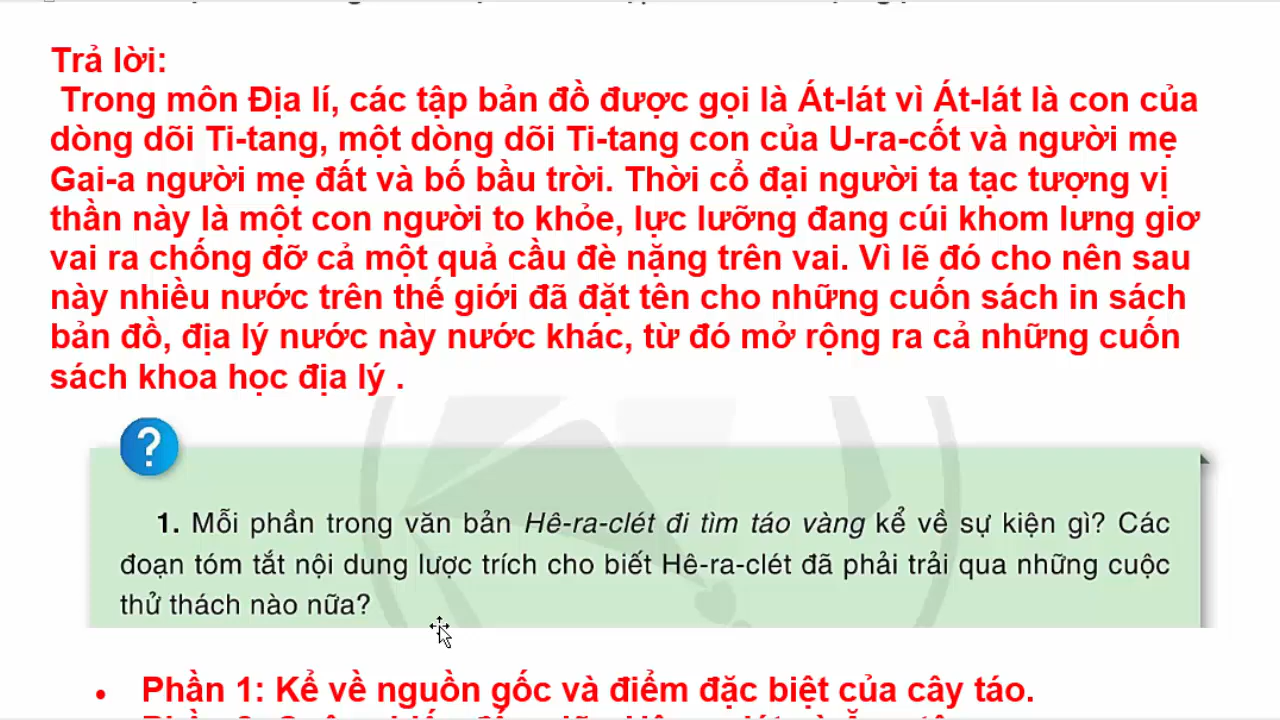 Trả lời:
Trong môn Địa lí, các tập bản đồ được gọi là Át-lát vì Át-lát là con của
dòng dõi Ti-tang, một dòng dõi Ti-tang con của U-ra-cốt và người mẹ
Gai-a người mẹ đất và bố bầu trời. Thời cổ đại người ta tạc tượng vị
thần này là một con người to khỏe, lực lưỡng đang cúi khom lưng giơ
vai ra chống đỡ cả một quả cầu đè nặng trên vai. Vì lẽ đó cho nên sau
này nhiều nước trên thế giới đã đặt tên cho những cuốn sách in sách
bản đồ, địa lý nước này nước khác, từ đó mở rộng ra cả những cuốn
sách khoa học địa lý .
?
1. Mỗi phần trong văn bản Hê-ra-clét đi tìm táo vàng kể về sự kiện gì? Các
đoạn tóm tắt nội dung lược trích cho biết Hê-ra-clét đã phải trải qua những cuộc
thử thách nào nữa?
• Phần 1: Kể về nguồn gốc và điểm đặc biệt của cây táo.